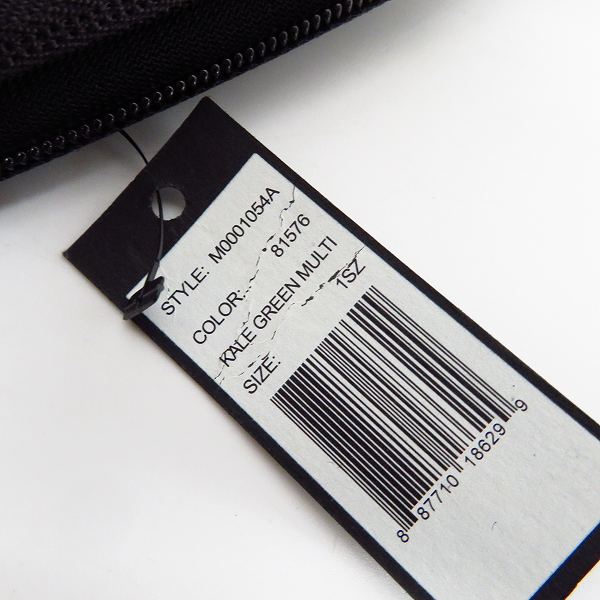 STYLE: M0001054A
COLOR: 81576
KALE GREEN MULTI
SIZE: 1SZ
8 87710 18629 9